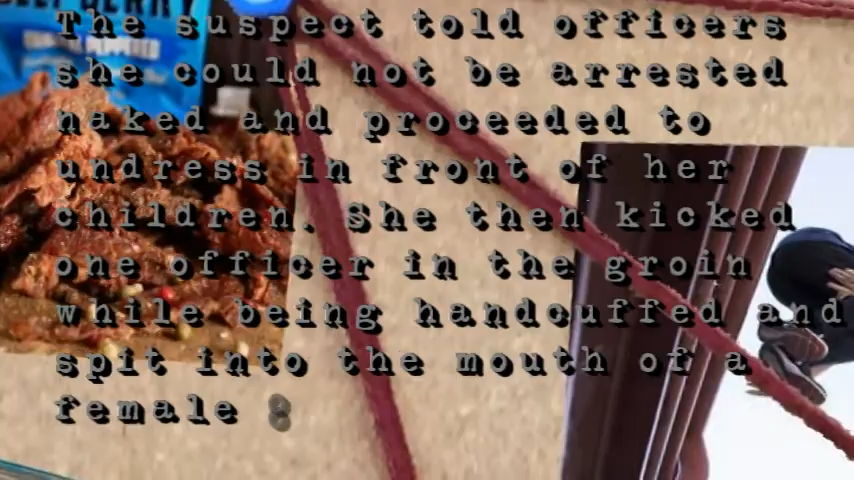 The suspect told officers
she could not be arrested
naked and proceeded to
undress in front of her
children. She then kicked
one officer in the groin
while being handcuffed and
spit into the mouth of a
female